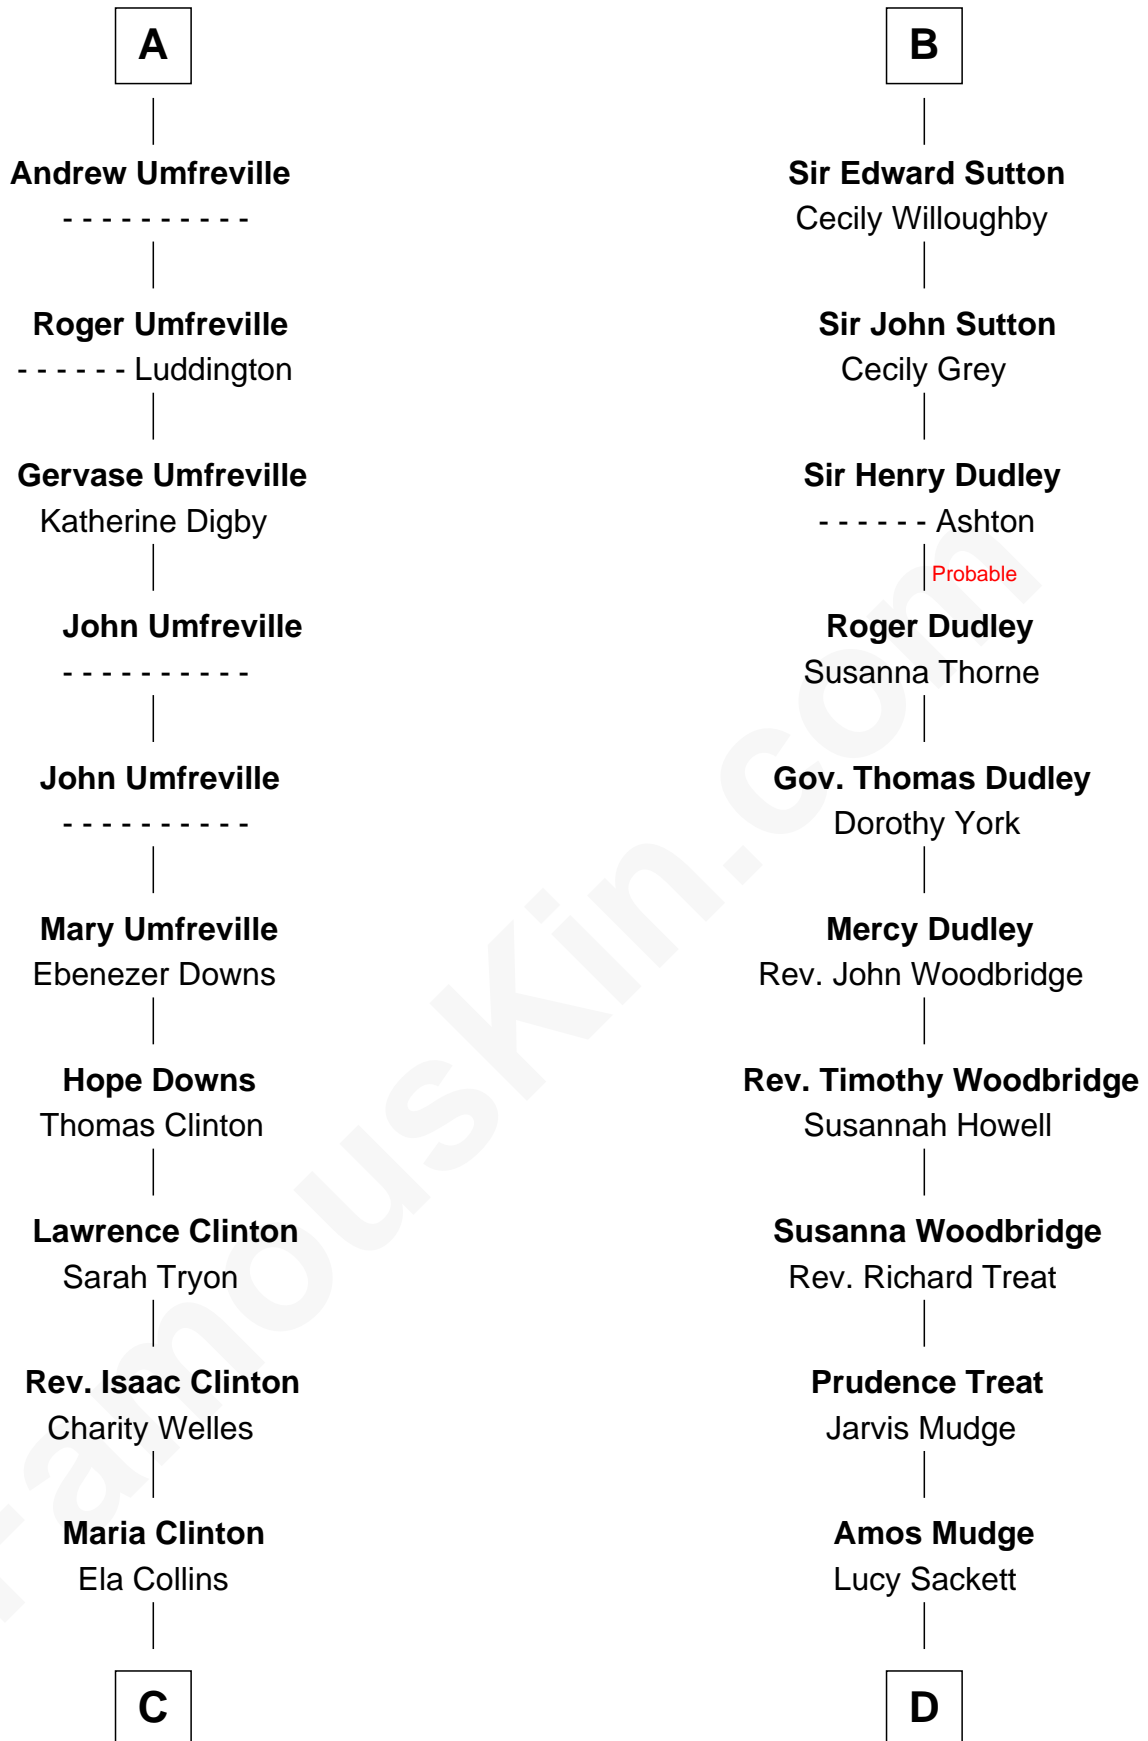 A
Andrew Umfreville
- - - - - - - - - -
Roger Umfreville
- - - - - - Luddington
Gervase Umfreville
Katherine Digby
John Umfreville
- - - - - - - - - -
John Umfreville
- - - - - - - - - -
Mary Umfreville
Ebenezer Downs
Hope Downs
Thomas Clinton
Lawrence Clinton
Sarah Tryon
Rev. Isaac Clinton
Charity Welles
Maria Clinton
Ela Collins
C
B
Sir Edward Sutton
Cecily Willoughby
Sir John Sutton
Cecily Grey
Sir Henry Dudley
- - - - - - Ashton
Probable
Roger Dudley
Susanna Thorne
Gov. Thomas Dudley
Dorothy York
Mercy Dudley
Rev. John Woodbridge
Rev. Timothy Woodbridge
Susannah Howell
Susanna Woodbridge
Rev. Richard Treat
Prudence Treat
Jarvis Mudge
Amos Mudge
Lucy Sackett
D
FamousKin.com